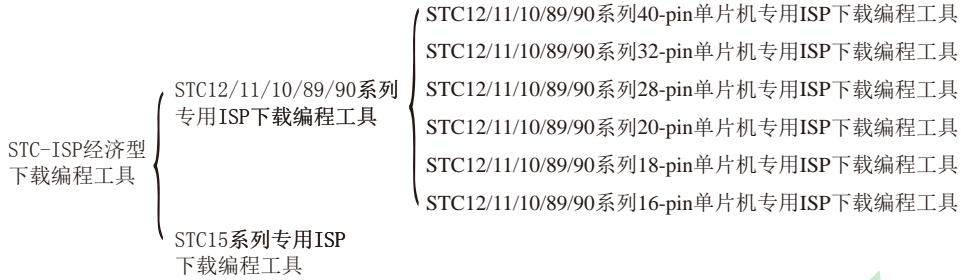 STC-ISP经济型
下载编程工具
STC12/11/10/89/90系列
专用ISP下载编程工具
STC12/11/10/89/90系列40-pin单片机专用ISP下载编程工具
STC12/11/10/89/90系列32-pin单片机专用ISP下载编程工具
STC12/11/10/89/90系列28-pin单片机专用ISP下载编程工具
STC12/11/10/89/90系列20-pin单片机专用ISP下载编程工具
STC12/11/10/89/90系列18-pin单片机专用ISP下载编程工具
STC12/11/10/89/90系列16-pin单片机专用ISP下载编程工具
STC15系列专用ISP
下载编程工具